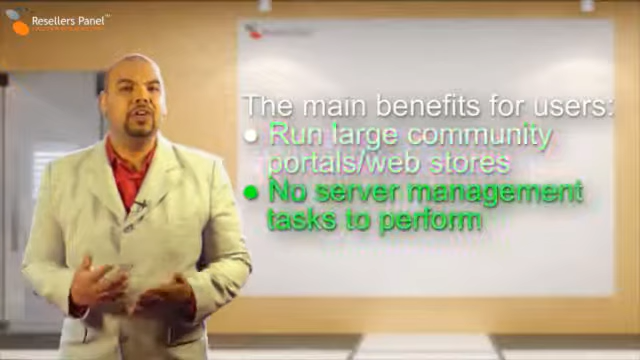 Resellers Panel
The main benefits for users:
● Run large community
portals/web stores
● No server management
tasks to perform